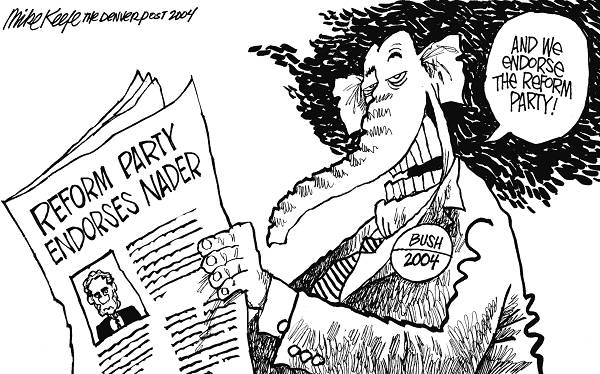 Mike Keefe THE DENVER POST 2004
AND WE
ENDORSE
THE REFORM
PARTY!
REFORM PARTY
ENDORSES NADER
BUSH
2004